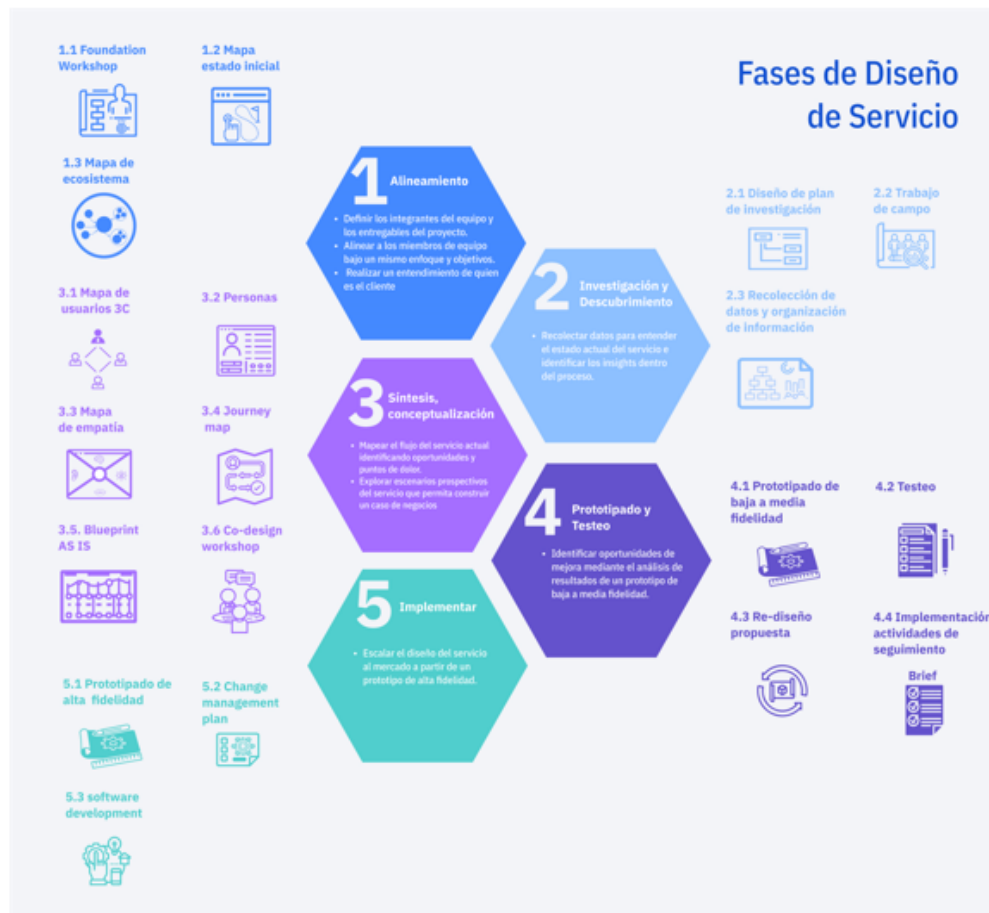 Fases de Diseño
de Servicio
1.1 Foundation
Workshop
1.2 Mapa
estado inicial
1.3 Mapa de
ecosistema
1
Alineamiento
• Definir los integrantes del equipo y
los entregables del proyecto.
• Alinear a los miembros de equipo
bajo un mismo enfoque y objetivos.
• Realizar un entendimiento de quien
es el cliente
2.1 Diseño de plan
de investigación
2.2 Trabajo
de campo
2.3 Recolección de
datos y organización
de información
2
Investigación y
Descubrimiento
• Recolectar datos para entender
el estado actual del servicio e
identificar los insights dentro
del proceso.
3.1 Mapa de
usuarios 3C
3.2 Personas
3.3 Mapa
de empatía
3.4 Journey
map
3.5. Blueprint
AS IS
3.6 Co-design
workshop
3
Síntesis,
conceptualización
• Mapear el flujo del servicio actual
identificando oportunidades y
puntos de dolor.
• Explorar escenarios prospectivos
del servicio que permita construir
un caso de negocios
4
Prototipado y
Testeo
• Identificar oportunidades de
mejora mediante el análisis de
resultados de un prototipo de
baja a media fidelidad.
4.1 Prototipado de
baja a media
fidelidad
4.2 Testeo
4.3 Re-diseño
propuesta
4.4 Implementación
actividades de
seguimiento
Brief
5
Implementar
• Escalar el diseño del servicio
al mercado a partir de un
prototipo de alta fidelidad.
5.1 Prototipado de
alta fidelidad
5.2 Change
management
plan
5.3 software
development